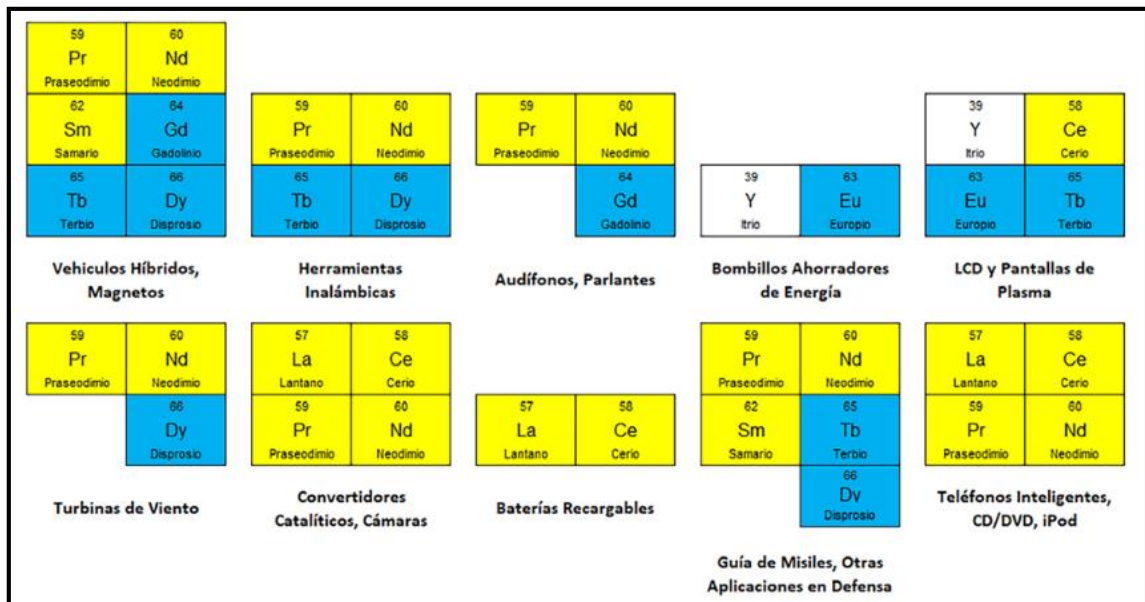 59 60
Pr Nd
Praseodimio Neodimio
62 64
Sm Gd
Samario Gadolinio
65 66
Tb Dy
Terbio Disprosio
Vehiculos Híbridos,
Magnetos
59 60
Pr Nd
Praseodimio Neodimio
65 66
Tb Dy
Terbio Disprosio
Herramientas
Inalámbicas
59 60
Pr Nd
Praseodimio Neodimio
64
Gd
Gadolinio
Audífonos, Parlantes
39 63
Y Eu
Itrio Europio
Bombillos Ahorradores
de Energía
39 58
Y Ce
Itrio Cerio
63 65
Eu Tb
Europio Terbio
LCD y Pantallas de
Plasma
59 60
Pr Nd
Praseodimio Neodimio
66
Dy
Disprosio
Turbinas de Viento
57 58
La Ce
Lantano Cerio
59 60
Pr Nd
Praseodimio Neodimio
Convertidores
Catalíticos, Cámaras
57 58
La Ce
Lantano Cerio
Baterías Recargables
59 60
Pr Nd
Praseodimio Neodimio
62 65
Sm Tb
Samario Terbio
66
Dy
Disprosio
Guía de Misiles, Otras
Aplicaciones en Defensa
57 58
La Ce
Lantano Cerio
59 60
Pr Nd
Praseodimio Neodimio
Teléfonos Inteligentes,
CD/DVD, iPod